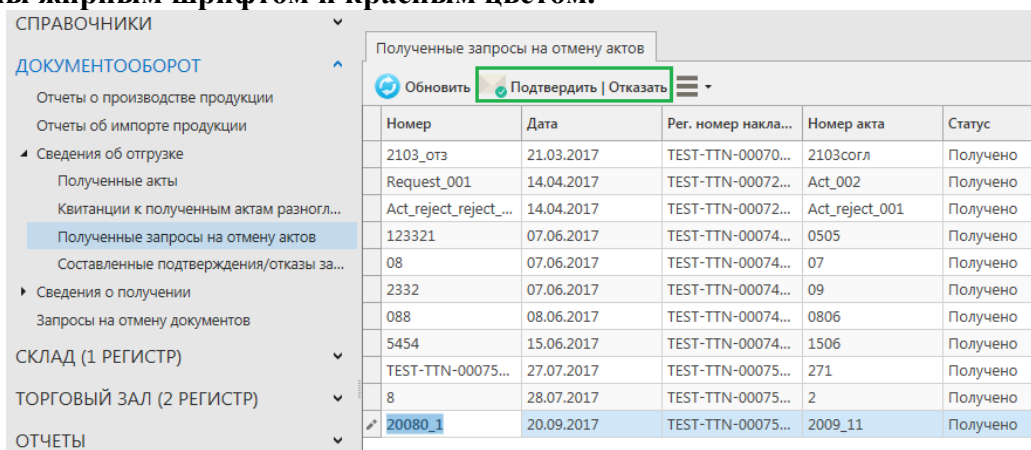 ны жирным шрифтом и красным цветом.
СПРАВОЧНИКИ
ДОКУМЕНТООБОРОТ
Отчеты о производстве продукции
Отчеты об импорте продукции
Сведения об отгрузке
Полученные акты
Квитанции к полученным актам разногл...
Полученные запросы на отмену актов
Составленные подтверждения/отказы за...
Сведения о получении
Запросы на отмену документов
СКЛАД (1 РЕГИСТР)
ТОРГОВЫЙ ЗАЛ (2 РЕГИСТР)
ОТЧЕТЫ
Полученные запросы на отмену актов
Обновить Подтвердить | Отказать
Номер Дата Рег. номер накла... Номер акта Статус
2103_отз 21.03.2017 TEST-TTN-00070... 2103согл Получено
Request_001 14.04.2017 TEST-TTN-00072... Act_002 Получено
Act_reject_reject_... 14.04.2017 TEST-TTN-00072... Act_reject_001 Получено
123321 07.06.2017 TEST-TTN-00074... 0505 Получено
08 07.06.2017 TEST-TTN-00074... 07 Получено
2332 07.06.2017 TEST-TTN-00074... 09 Получено
088 08.06.2017 TEST-TTN-00074... 0806 Получено
5454 15.06.2017 TEST-TTN-00074... 1506 Получено
TEST-TTN-00075... 27.07.2017 TEST-TTN-00075... 271 Получено
8 28.07.2017 TEST-TTN-00075... 2 Получено
20080_1 20.09.2017 TEST-TTN-00075... 2009_11 Получено